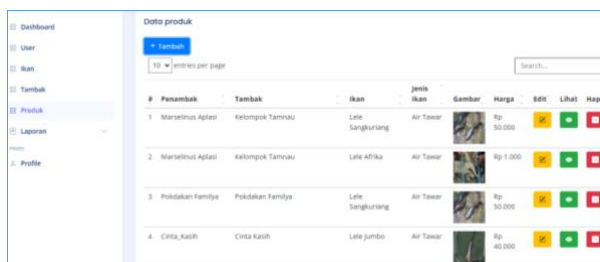 Dashboard
User
Ikan
Tambak
Produk
Laporan
PAGES
Profile
Data produk
+ Tambah
10 entries per page
Search...
# Penambak Tambak Ikan Jenis Ikan Gambar Harga Edit Lihat Hap
1 Marselinus Aplasi Kelompok Tamnau Lele Sangkuriang Air Tawar Rp 50.000
2 Marselinus Aplasi Kelompok Tamnau Lele Afrika Air Tawar Rp 1.000
3 Pokdakan Familya Pokdakan Familya Lele Sangkuriang Air Tawar Rp 50.000
4 Cinta_Kasih Cinta Kasih Lele Jumbo Air Tawar Rp 40.000